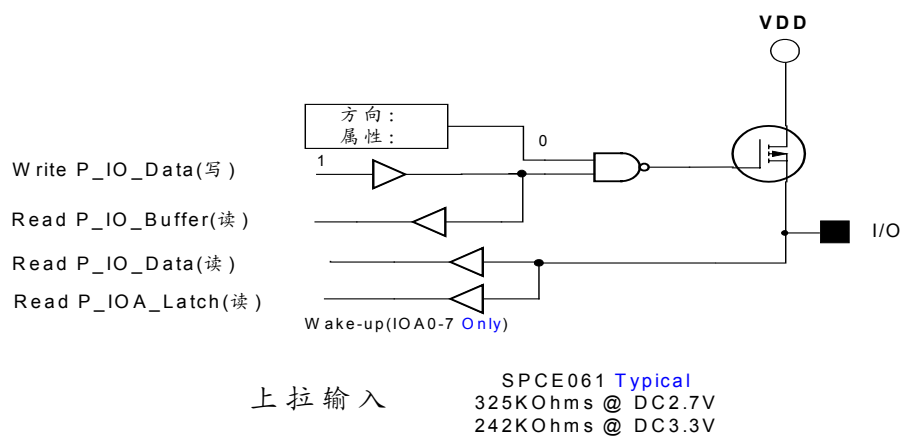 VDD
方向:
属性:
0
1
Write P_IO_Data(写)
Read P_IO_Buffer(读)
I/O
Read P_IO_Data(读)
Read P_IOA_Latch(读)
Wake-up(IOA0-7 Only)
上拉输入
SPCE061 Typical
325KOhms @ DC2.7V
242KOhms @ DC3.3V